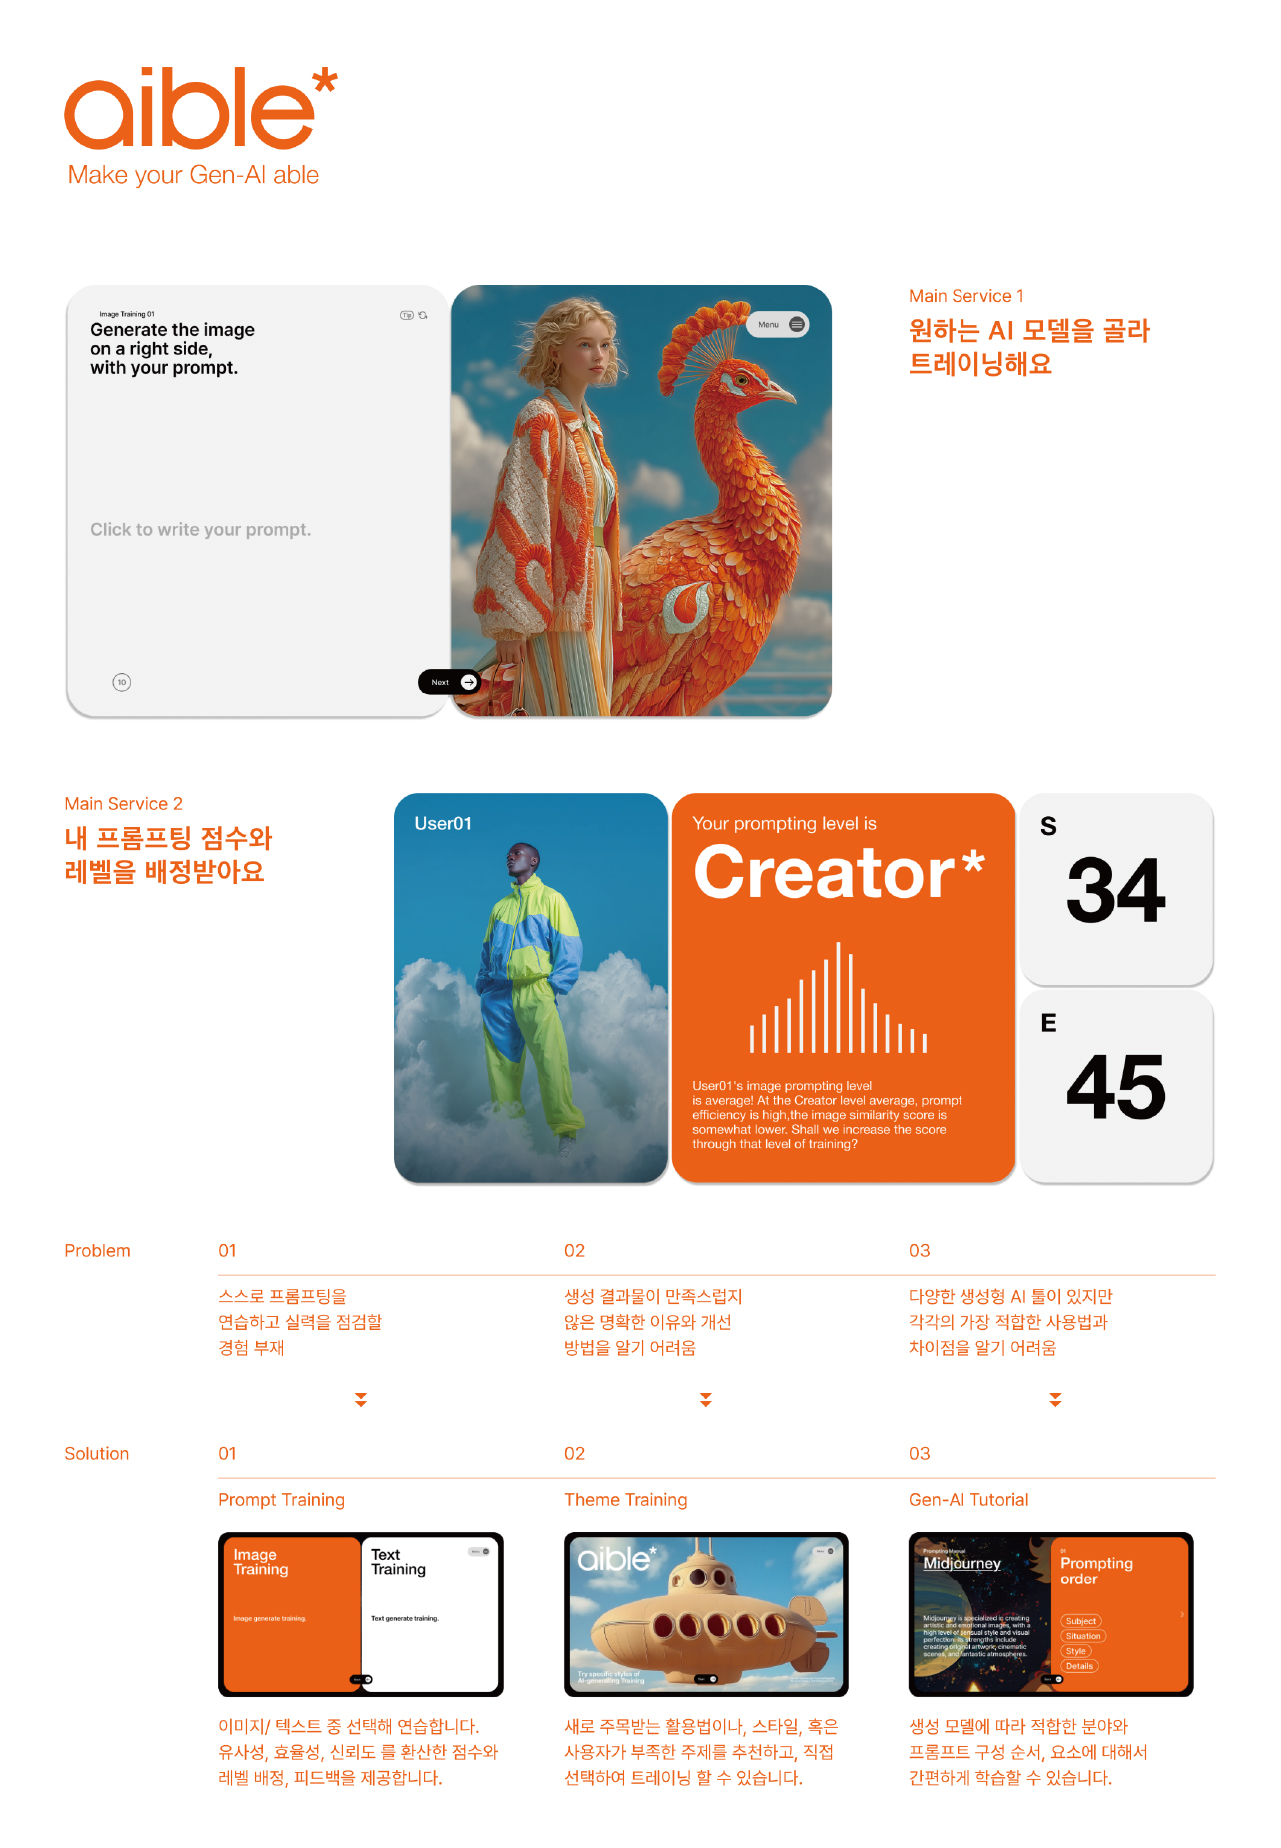 aible*
Make your Gen-AI able
Image Training 01
Tip
Generate the image
on a right side,
with your prompt.
Click to write your prompt.
10
Next
Menu
Main Service 1
원하는 AI 모델을 골라
트레이닝해요
Main Service 2
내 프롬프팅 점수와
레벨을 배정받아요
User01
Your prompting level is
Creator*
User01's image prompting level
is average! At the Creator level average, prompt
efficiency is high,the image similarity score is
somewhat lower. Shall we increase the score
through that level of training?
S
34
E
45
Problem
01
스스로 프롬프팅을
연습하고 실력을 점검할
경험 부재
02
생성 결과물이 만족스럽지
않은 명확한 이유와 개선
방법을 알기 어려움
03
다양한 생성형 AI 툴이 있지만
각각의 가장 적합한 사용법과
차이점을 알기 어려움
Solution
01
Prompt Training
Image
Training
Image generate training.
Text
Training
Text generate training.
이미지/ 텍스트 중 선택해 연습합니다.
유사성, 효율성, 신뢰도 를 환산한 점수와
레벨 배정, 피드백을 제공합니다.
02
Theme Training
aible*
Try specific styles of
AI-generating Training
새로 주목받는 활용법이나, 스타일, 혹은
사용자가 부족한 주제를 추천하고, 직접
선택하여 트레이닝 할 수 있습니다.
03
Gen-AI Tutorial
Prompting Manual
Midjourney
Midjourney is specialized is creating
artistic and emotional images, with a
high level of sensual style and visual
perfection. Its strengths include
creating original artwork, cinematic
scenes, and fantastic atmospheres.
01
Prompting
order
Subject
Situation
Style
Details
생성 모델에 따라 적합한 분야와
프롬프트 구성 순서, 요소에 대해서
간편하게 학습할 수 있습니다.